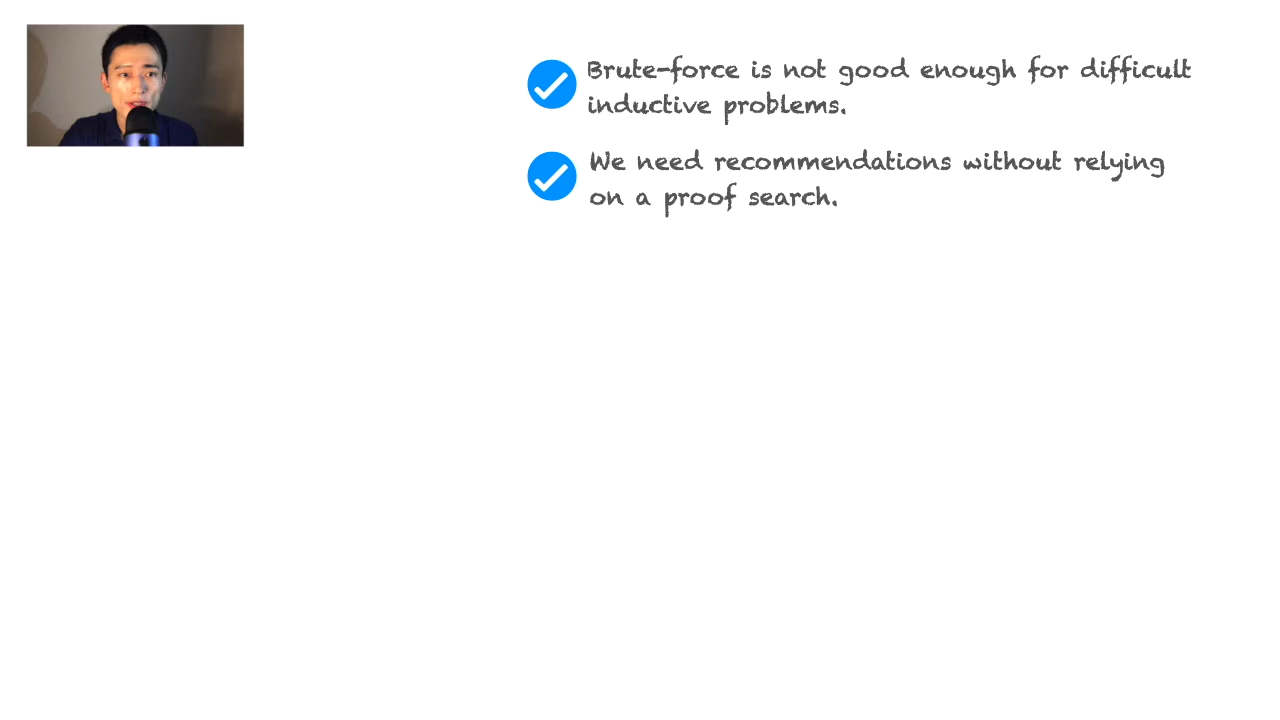 Brute-force is not good enough for difficult
inductive problems.
We need recommendations without relying
on a proof search.